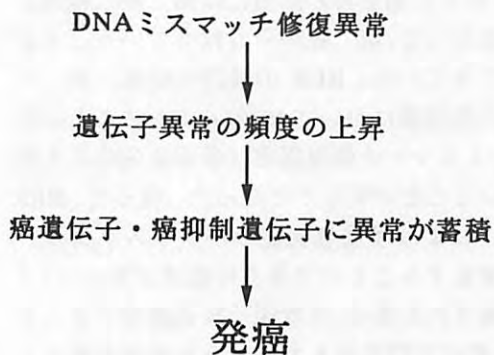 DNAミスマッチ修復異常
遺伝子異常の頻度の上昇
癌遺伝子・癌抑制遺伝子に異常が蓄積
発癌